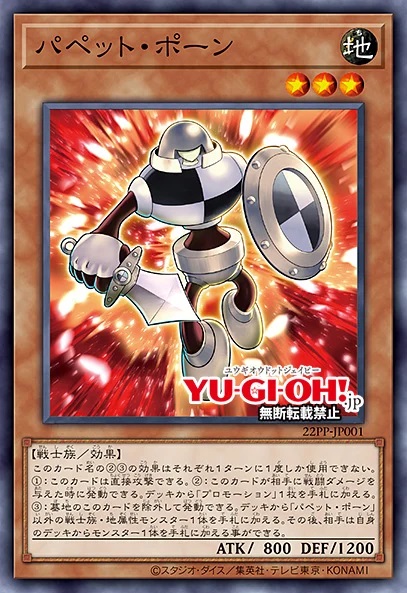 パペット・ポーン
地
ユウギオウドットジェイピー
YU-GI-OH!.jp
無断転載禁止
22PP-JP001
【戦士族／効果】
このカード名の②③の効果はそれぞれ1ターンに1度しか使用できない。
①：このカードは直接攻撃できる。②：このカードが相手に戦闘ダメージを
与えた時に発動できる。デッキから「プロモーション」1枚を手札に加える。
③：墓地のこのカードを除外して発動できる。デッキから「パペット・ポーン」
以外の戦士族・地属性モンスター1体を手札に加える。その後、相手は自身
のデッキからモンスター1体を手札に加える事ができる。
ATK/ 800 DEF/1200
©スタジオ・ダイス／集英社・テレビ東京・KONAMI